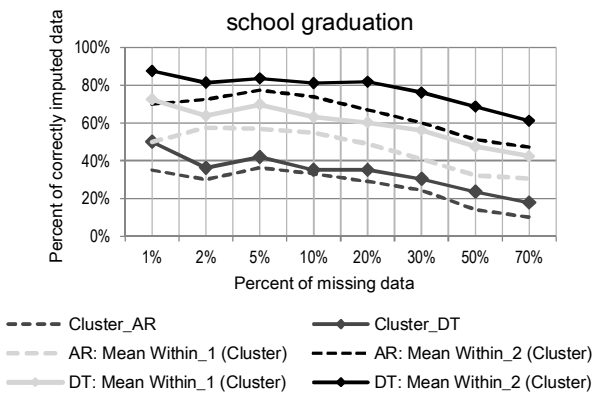 school graduation
Percent of correctly imputed data
100%
80%
60%
40%
20%
0%
1% 2% 5% 10% 20% 30% 50% 70%
Percent of missing data
Cluster_AR Cluster_DT
AR: Mean Within_1 (Cluster) AR: Mean Within_2 (Cluster)
DT: Mean Within_1 (Cluster) DT: Mean Within_2 (Cluster)